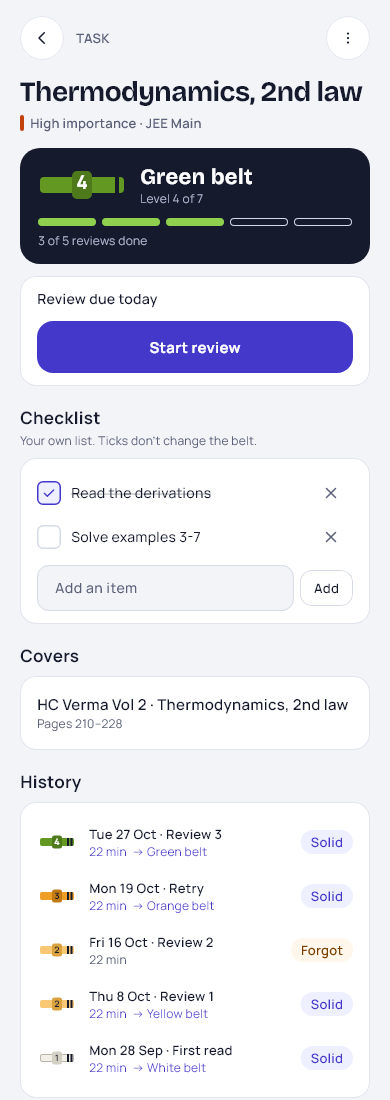 TASK
Thermodynamics, 2nd law
High importance · JEE Main
4
Green belt
Level 4 of 7
3 of 5 reviews done
Review due today
Start review
Checklist
Your own list. Ticks don't change the belt.
Read the derivations
Solve examples 3-7
Add an item
Add
Covers
HC Verma Vol 2 · Thermodynamics, 2nd law
Pages 210–228
History
4
Tue 27 Oct · Review 3
22 min → Green belt
Solid
3
Mon 19 Oct · Retry
22 min → Orange belt
Solid
2
Fri 16 Oct · Review 2
22 min
Forgot
2
Thu 8 Oct · Review 1
22 min → Yellow belt
Solid
1
Mon 28 Sep · First read
22 min → White belt
Solid